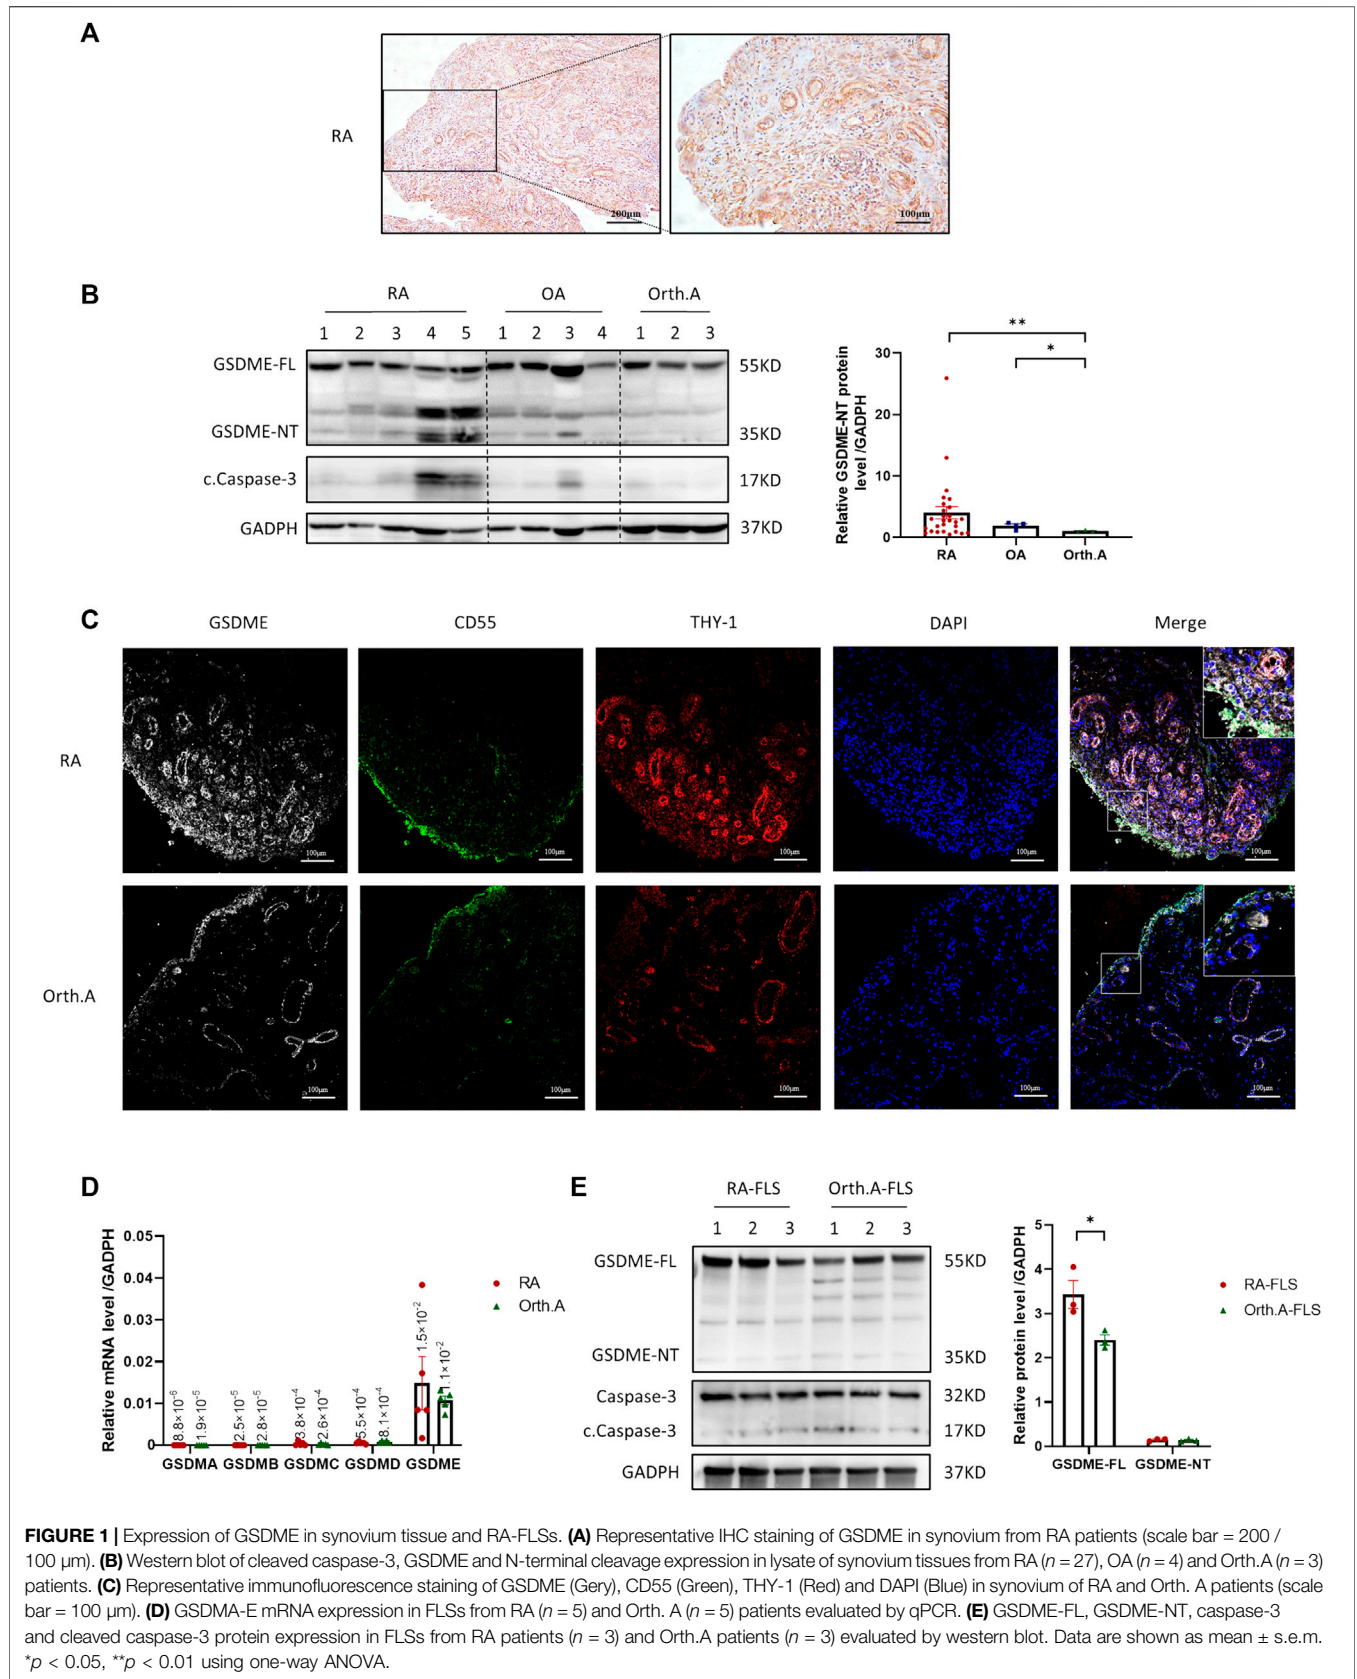 A
RA
200μm
100μm
B
RA OA Orth.A
1 2 3 4 5 1 2 3 4 1 2 3
GSDME-FL 55KD
GSDME-NT 35KD
c.Caspase-3 17KD
GADPH 37KD
Relative GSDME-NT protein
level /GADPH
30
20
10
0
** 
*
RA OA Orth.A
C
GSDME CD55 THY-1 DAPI Merge
RA
100μm 100μm 100μm 100μm 100μm
Orth.A
100μm 100μm 100μm 100μm 100μm
D
Relative mRNA level /GADPH
0.05
0.04
0.03
0.02
0.01
0
8.8×10⁻⁶ 1.9×10⁻⁵ 2.5×10⁻⁵ 2.8×10⁻⁵ 3.8×10⁻⁴ 2.6×10⁻⁴ 5.5×10⁻⁴ 8.1×10⁻⁴ 1.5×10⁻² 1.1×10⁻²
GSDMA GSDMB GSDMC GSDMD GSDME
RA
Orth.A
E
RA-FLS Orth.A-FLS
1 2 3 1 2 3
GSDME-FL 55KD
GSDME-NT 35KD
Caspase-3 32KD
c.Caspase-3 17KD
GADPH 37KD
Relative protein level /GADPH
5
4
3
2
1
0
*
GSDME-FL GSDME-NT
RA-FLS
Orth.A-FLS
FIGURE 1 | Expression of GSDME in synovium tissue and RA-FLSs. (A) Representative IHC staining of GSDME in synovium from RA patients (scale bar = 200 /
100 μm). (B) Western blot of cleaved caspase-3, GSDME and N-terminal cleavage expression in lysate of synovium tissues from RA (n = 27), OA (n = 4) and Orth.A (n = 3)
patients. (C) Representative immunofluorescence staining of GSDME (Gery), CD55 (Green), THY-1 (Red) and DAPI (Blue) in synovium of RA and Orth. A patients (scale
bar = 100 μm). (D) GSDMA-E mRNA expression in FLSs from RA (n = 5) and Orth. A (n = 5) patients evaluated by qPCR. (E) GSDME-FL, GSDME-NT, caspase-3
and cleaved caspase-3 protein expression in FLSs from RA patients (n = 3) and Orth.A patients (n = 3) evaluated by western blot. Data are shown as mean ± s.e.m.
*p < 0.05, **p < 0.01 using one-way ANOVA.